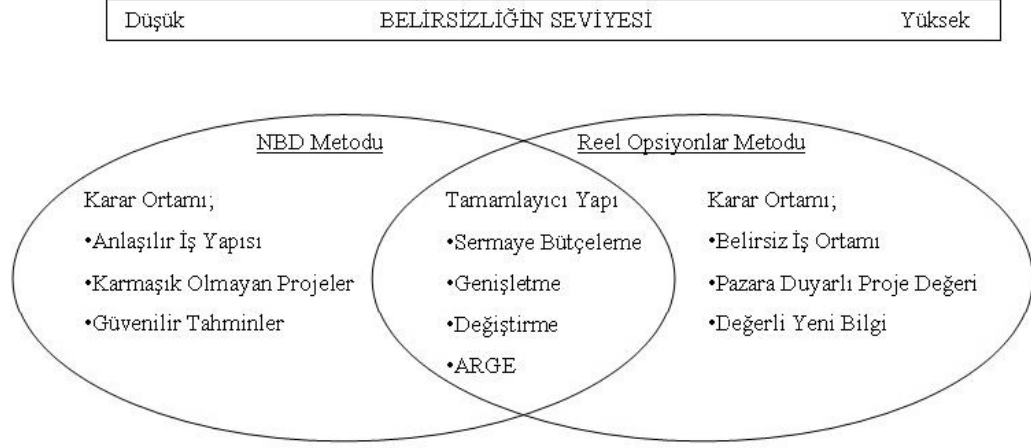 Düşük BELİRSİZLİĞİN SEVİYESİ Yüksek
NBD Metodu
Karar Ortamı;
•Anlaşılır İş Yapısı
•Karmaşık Olmayan Projeler
•Güvenilir Tahminler
Tamamlayıcı Yapı
•Sermaye Bütçeleme
•Genişletme
•Değiştirme
•ARGE
Reel Opsiyonlar Metodu
Karar Ortamı;
•Belirsiz İş Ortamı
•Pazara Duyarlı Proje Değeri
•Değerli Yeni Bilgi